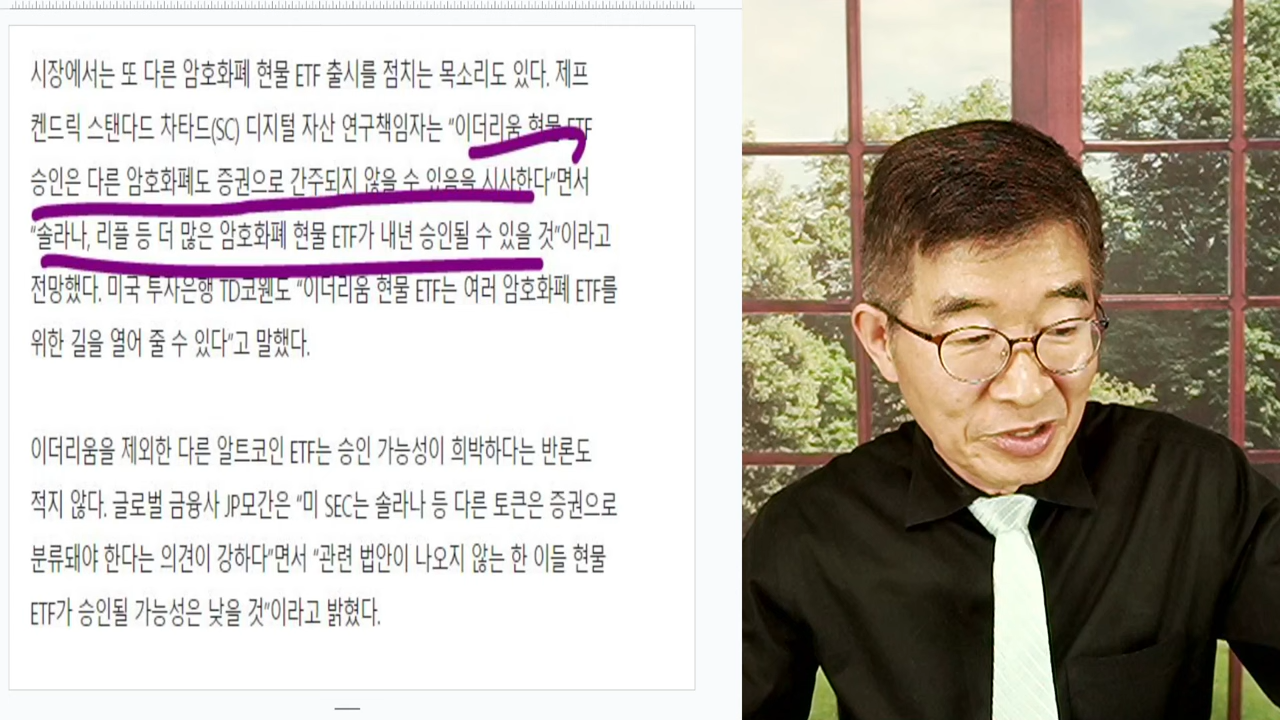 시장에서는 또 다른 암호화폐 현물 ETF 출시를 점치는 목소리도 있다. 제프
켄드릭 스탠다드 차타드(SC) 디지털 자산 연구책임자는 “이더리움 현물 ETF
승인은 다른 암호화폐도 증권으로 간주되지 않을 수 있음을 시사한다”면서
“솔라나, 리플 등 더 많은 암호화폐 현물 ETF가 내년 승인될 수 있을 것”이라고
전망했다. 미국 투자은행 TD코웬도 “이더리움 현물 ETF는 여러 암호화폐 ETF를
위한 길을 열어 줄 수 있다”고 말했다.
이더리움을 제외한 다른 알트코인 ETF는 승인 가능성이 희박하다는 반론도
적지 않다. 글로벌 금융사 JP모간은 “미 SEC는 솔라나 등 다른 토큰은 증권으로
분류돼야 한다는 의견이 강하다”면서 “관련 법안이 나오지 않는 한 이들 현물
ETF가 승인될 가능성은 낮을 것”이라고 밝혔다.